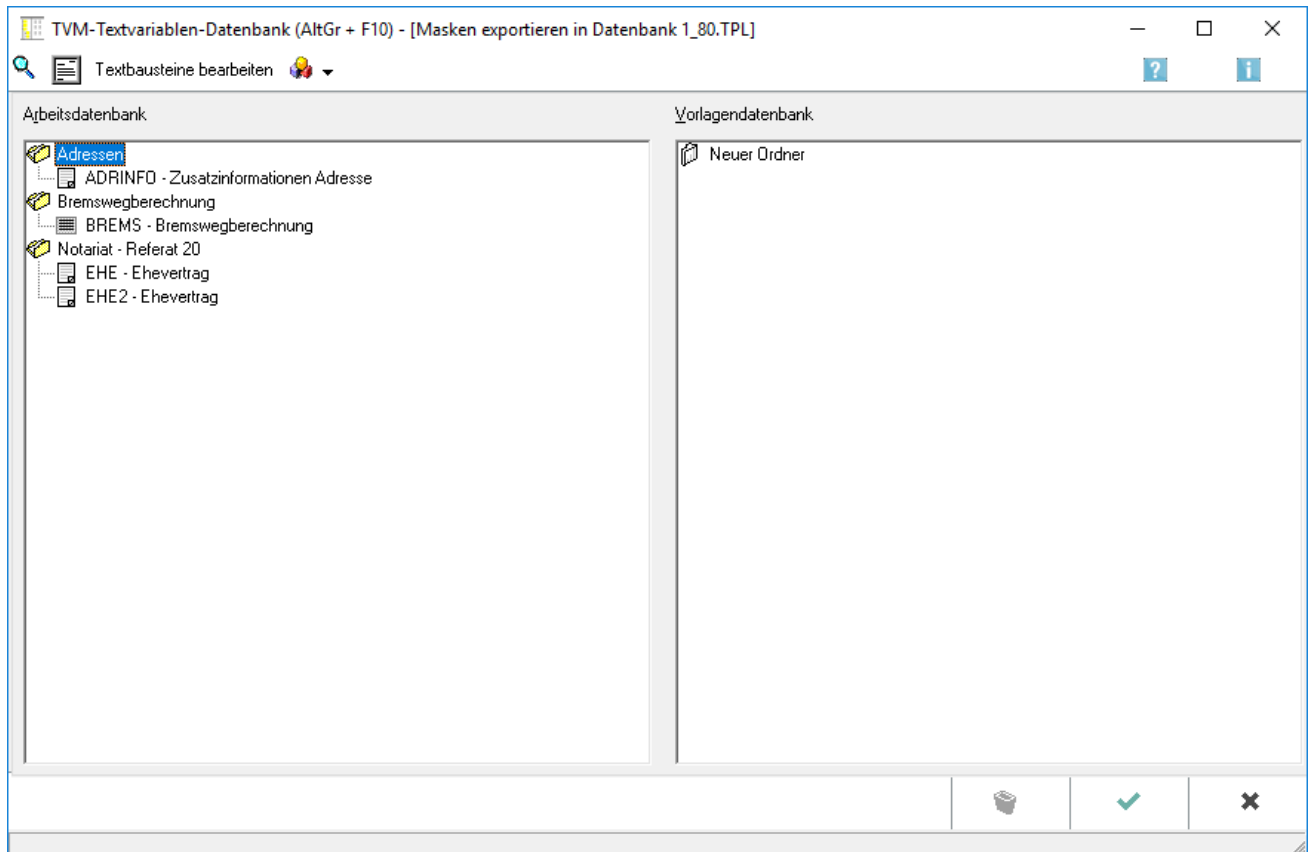 TVM-Textvariablen-Datenbank (AltGr + F10) - [Masken exportieren in Datenbank 1_80.TPL]
Textbausteine bearbeiten
?
i
Arbeitsdatenbank
Adressen
ADRINFO - Zusatzinformationen Adresse
Bremswegberechnung
BREMS - Bremswegberechnung
Notariat - Referat 20
EHE - Ehevertrag
EHE2 - Ehevertrag
Vorlagendatenbank
Neuer Ordner